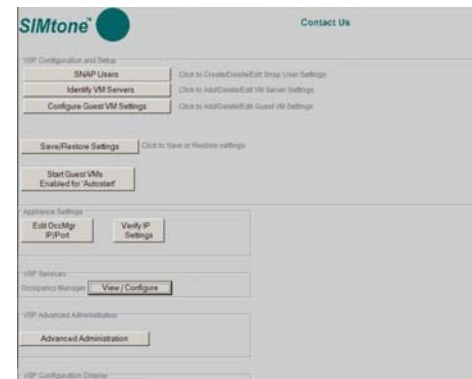 SIMtone
Contact Us
VSP Configuration and Setup
SNAP Users Click to Create/Delete/Edit Snap User Settings
Identify VM Servers Click to Add/Delete/Edit VM Server Settings
Configure Guest VM Settings Click to Add/Delete/Edit Guest VM Settings
Save/Restore Settings Click to Save or Restore settings
Start Guest VMs
Enabled for 'Autostart'
Appliance Settings
Edit OccMgr
IP/Port
Verify IP
Settings
VSP Services
Occupancy Manager View / Configure
VSP Advanced Administration
Advanced Administration
VSP Configuration Display